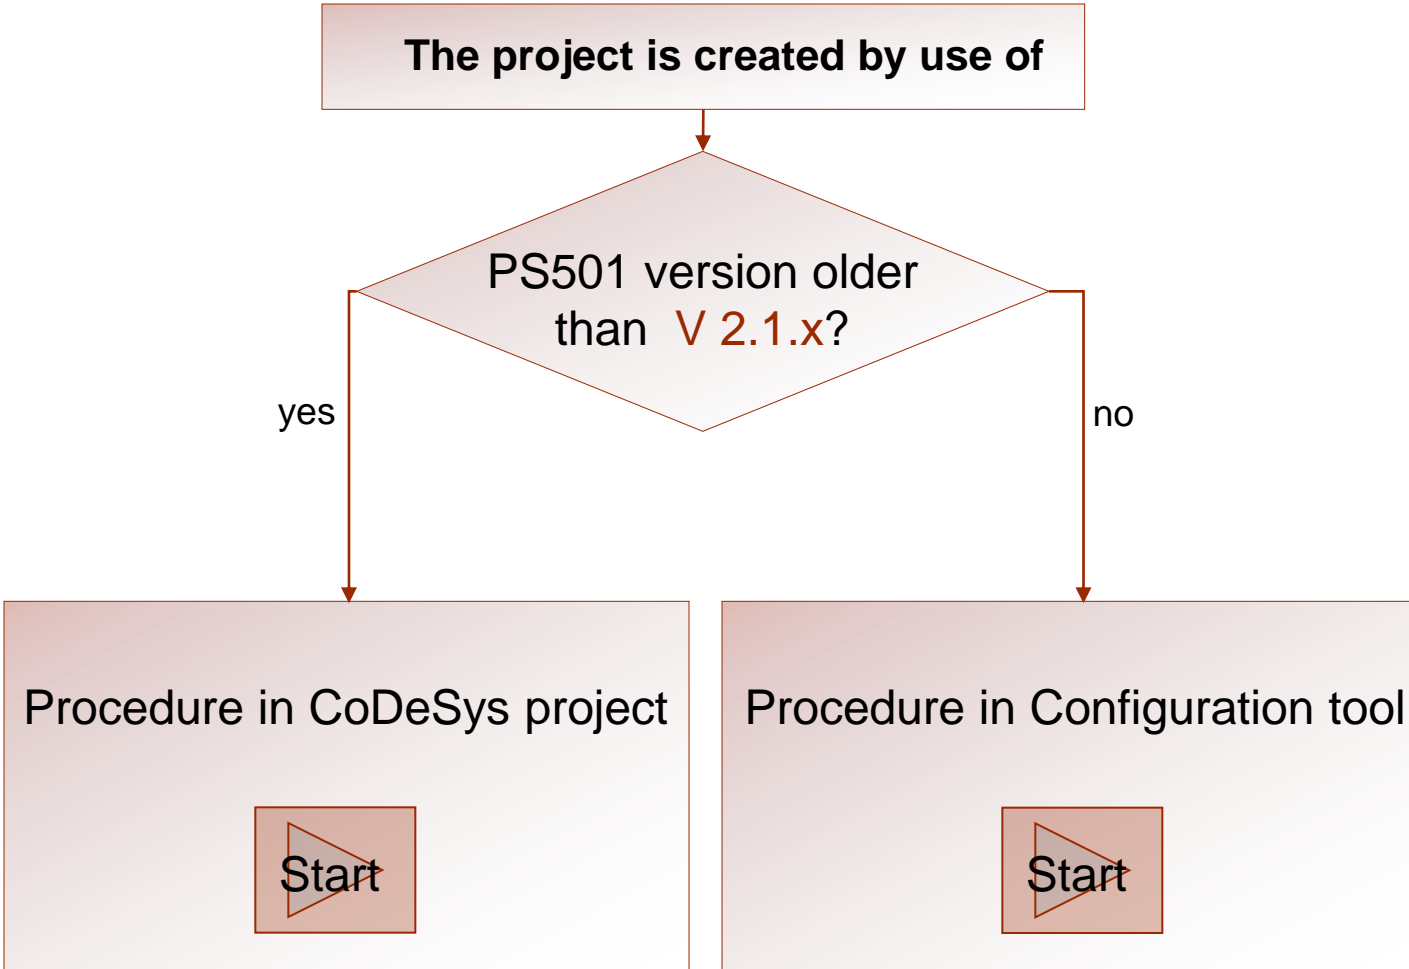 The project is created by use of
PS501 version older
than V 2.1.x?
yes
no
Procedure in CoDeSys project
Procedure in Configuration tool
Start
Start